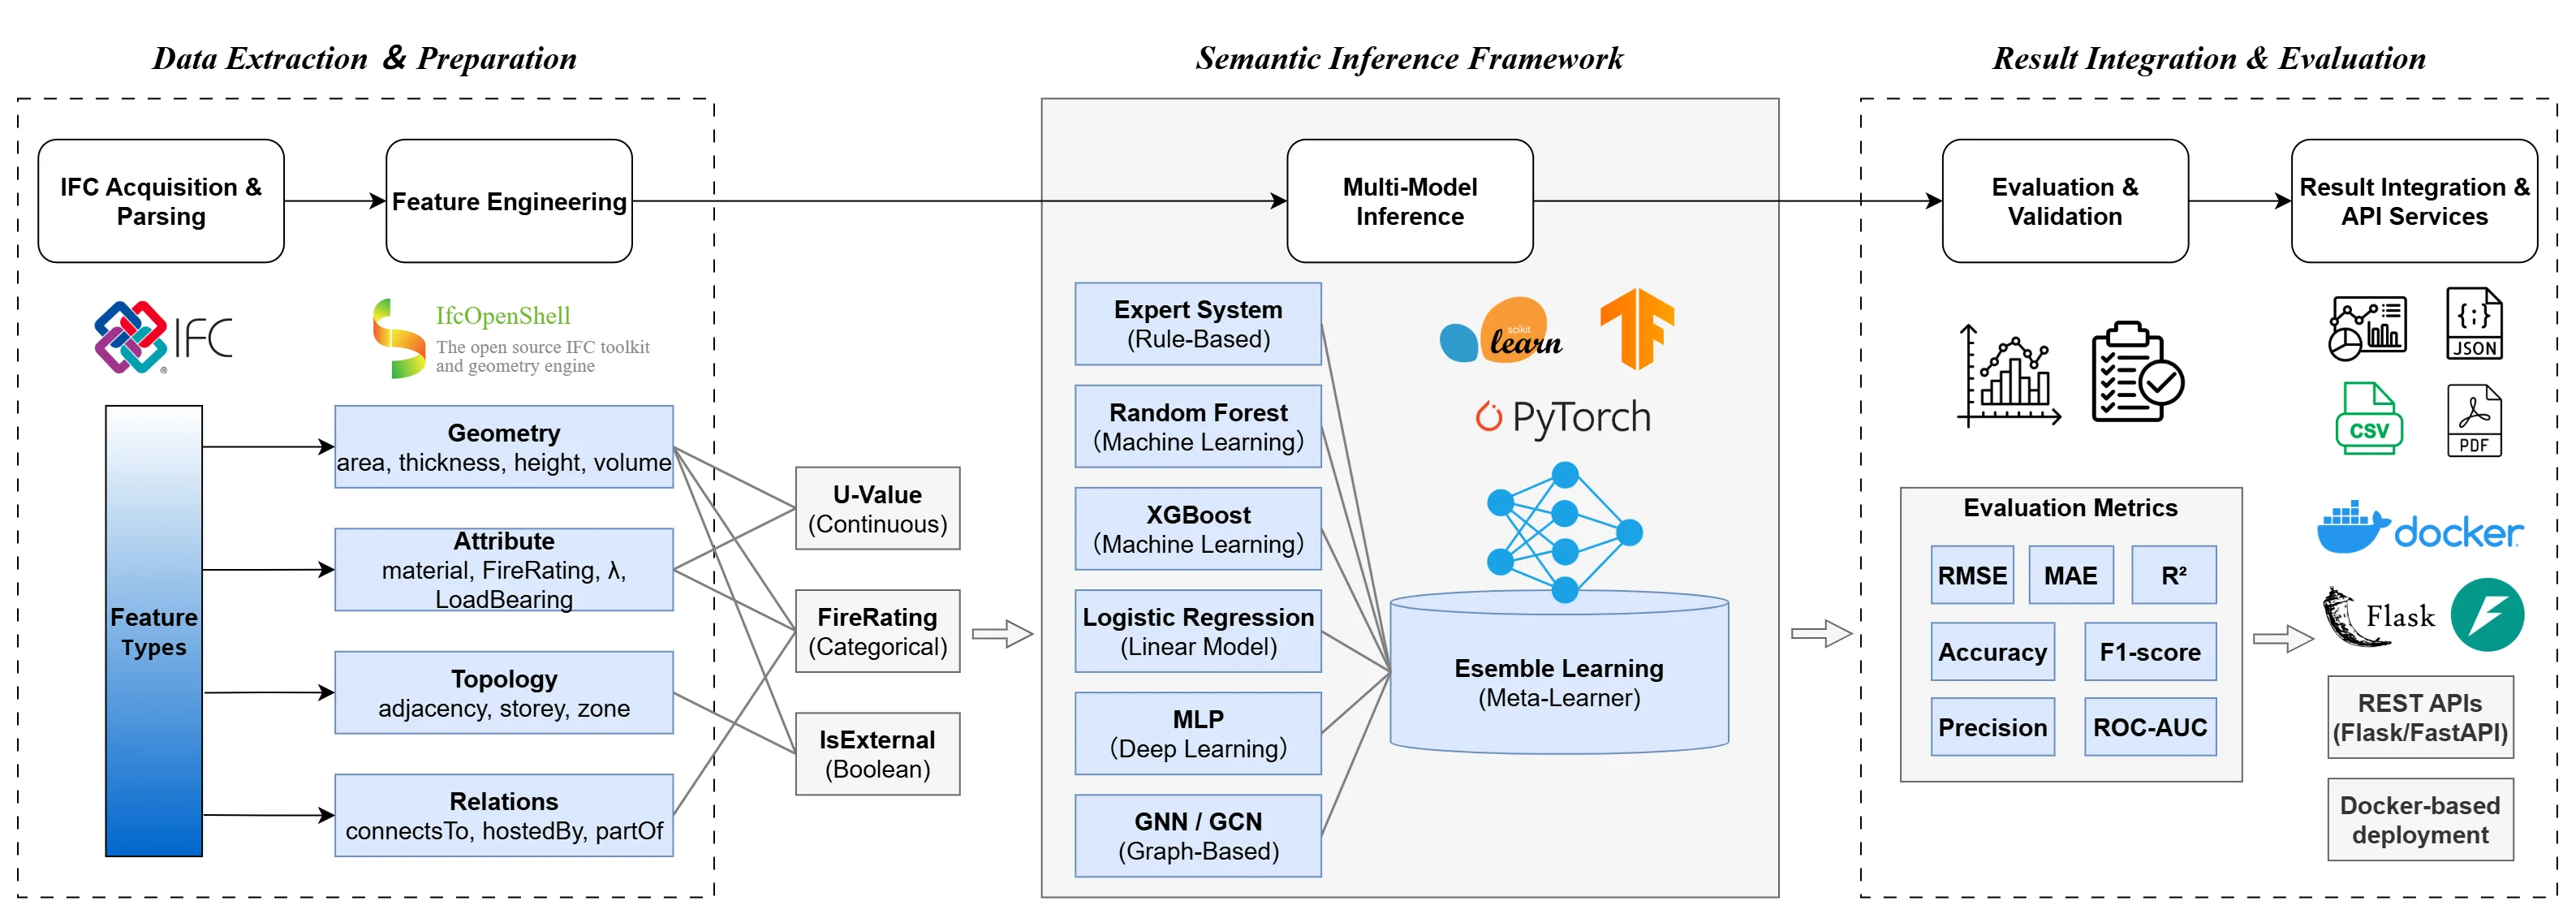 Data Extraction & Preparation
IFC Acquisition &
Parsing
Feature Engineering
IFC
®
IfcOpenShell
The open source IFC toolkit
and geometry engine
Feature
Types
Geometry
area, thickness, height, volume
Attribute
material, FireRating, λ,
LoadBearing
Topology
adjacency, storey, zone
Relations
connectsTo, hostedBy, partOf
U-Value
(Continuous)
FireRating
(Categorical)
IsExternal
(Boolean)
Semantic Inference Framework
Multi-Model
Inference
Expert System
(Rule-Based)
Random Forest
(Machine Learning)
XGBoost
(Machine Learning)
Logistic Regression
(Linear Model)
MLP
(Deep Learning)
GNN / GCN
(Graph-Based)
scikit
learn
PyTorch
Esemble Learning
(Meta-Learner)
Result Integration & Evaluation
Evaluation &
Validation
Result Integration &
API Services
{;}
JSON
CSV
PDF
Evaluation Metrics
RMSE
MAE
R²
Accuracy
F1-score
Precision
ROC-AUC
docker
Flask
REST APIs
(Flask/FastAPI)
Docker-based
deployment